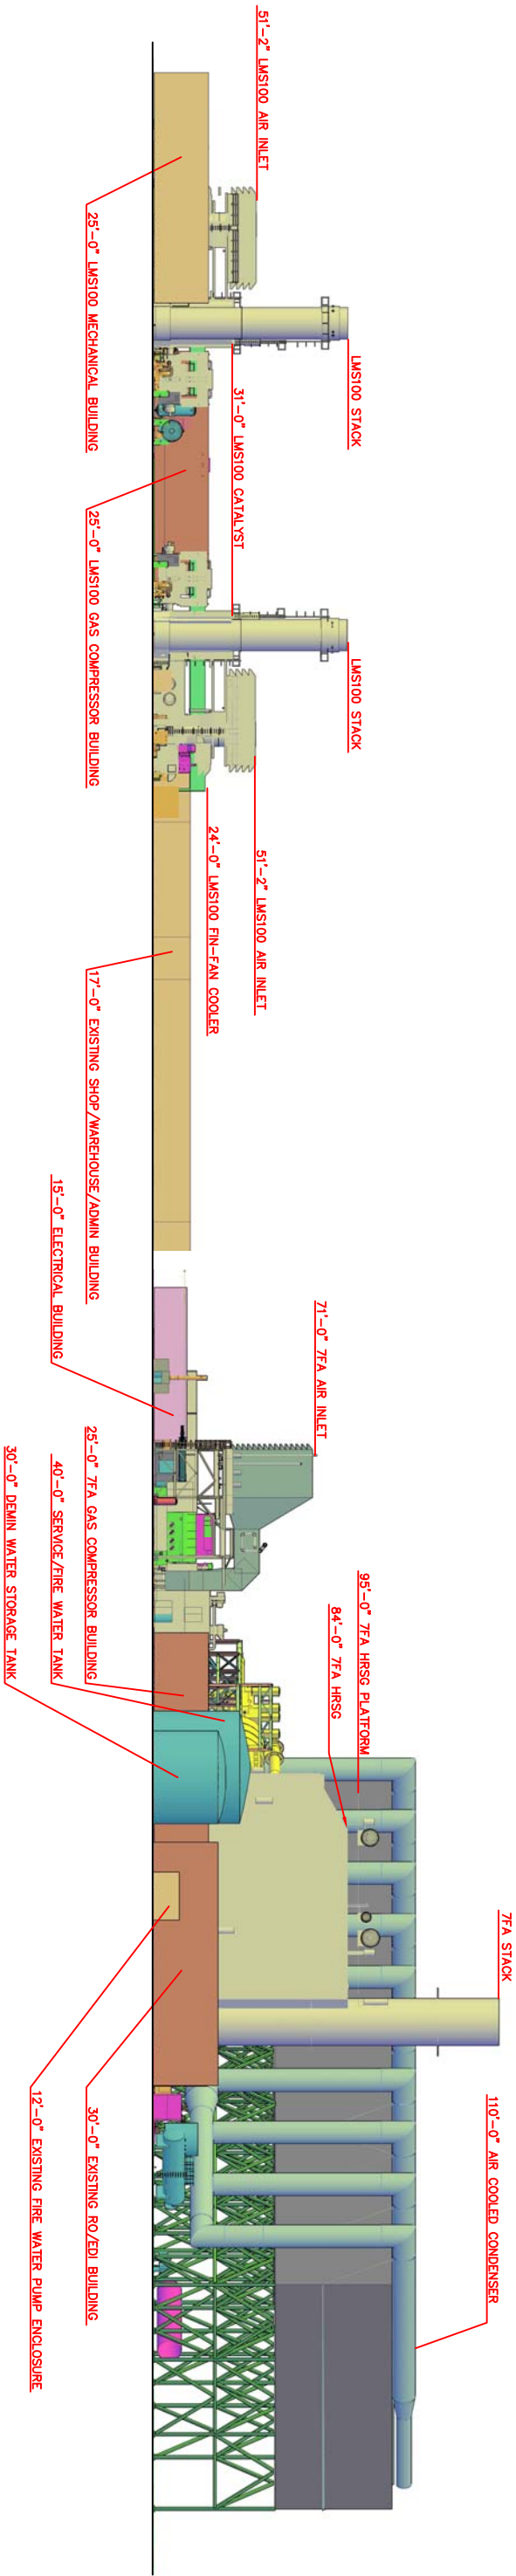 51'-2" LMS100 AIR INLET
25'-0" LMS100 MECHANICAL BUILDING
LMS100 STACK
31'-0" LMS100 CATALYST
25'-0" LMS100 GAS COMPRESSOR BUILDING
LMS100 STACK
51'-2" LMS100 AIR INLET
24'-0" LMS100 FIN-FAN COOLER
17'-0" EXISTING SHOP/WAREHOUSE/ADMIN BUILDING
15'-0" ELECTRICAL BUILDING
71'-0" 7FA AIR INLET
25'-0" 7FA GAS COMPRESSOR BUILDING
40'-0" SERVICE/FIRE WATER TANK
30'-0" DEMIN WATER STORAGE TANK
95'-0" 7FA HRSG PLATFORM
84'-0" 7FA HRSG
7FA STACK
110'-0" AIR COOLED CONDENSER
30'-0" EXISTING RO/EDI BUILDING
12'-0" EXISTING FIRE WATER PUMP ENCLOSURE